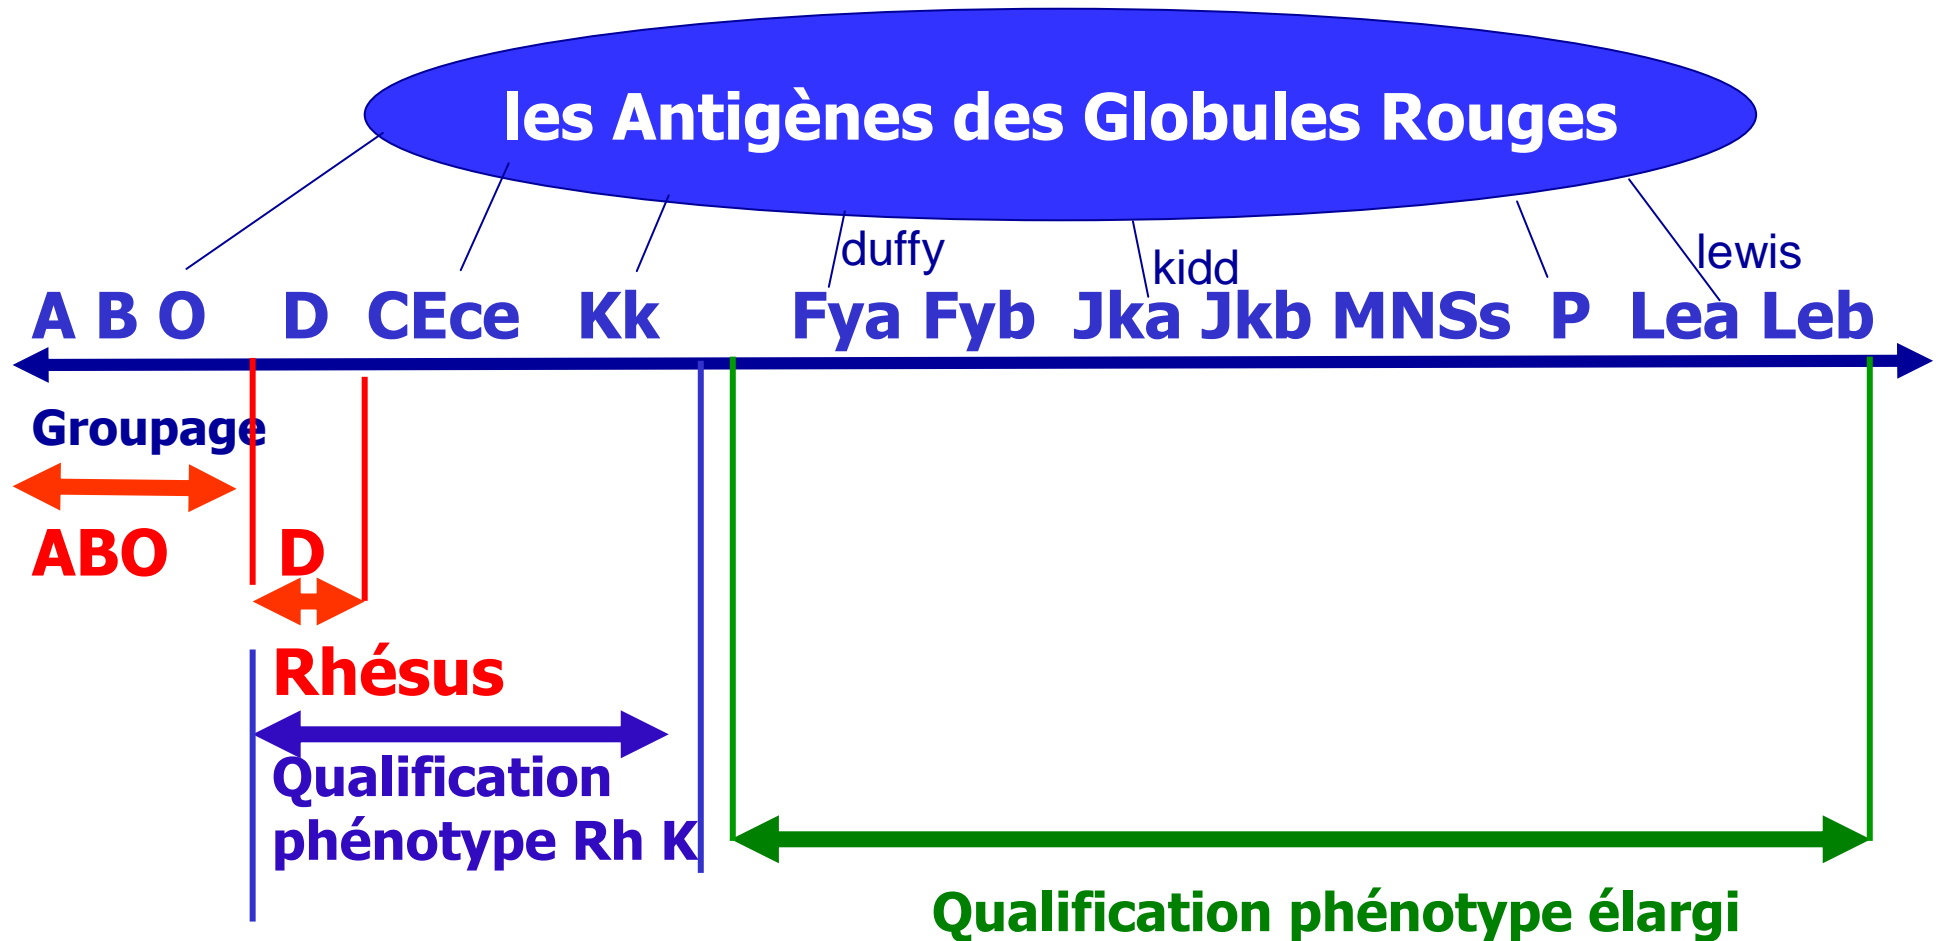 les Antigènes des Globules Rouges
duffy
kidd
lewis
A B O D CEce Kk Fya Fyb Jka Jkb MNSs P Lea Leb
Groupage
ABO D
Rhésus
Qualification
phénotype Rh K
Qualification phénotype élargi